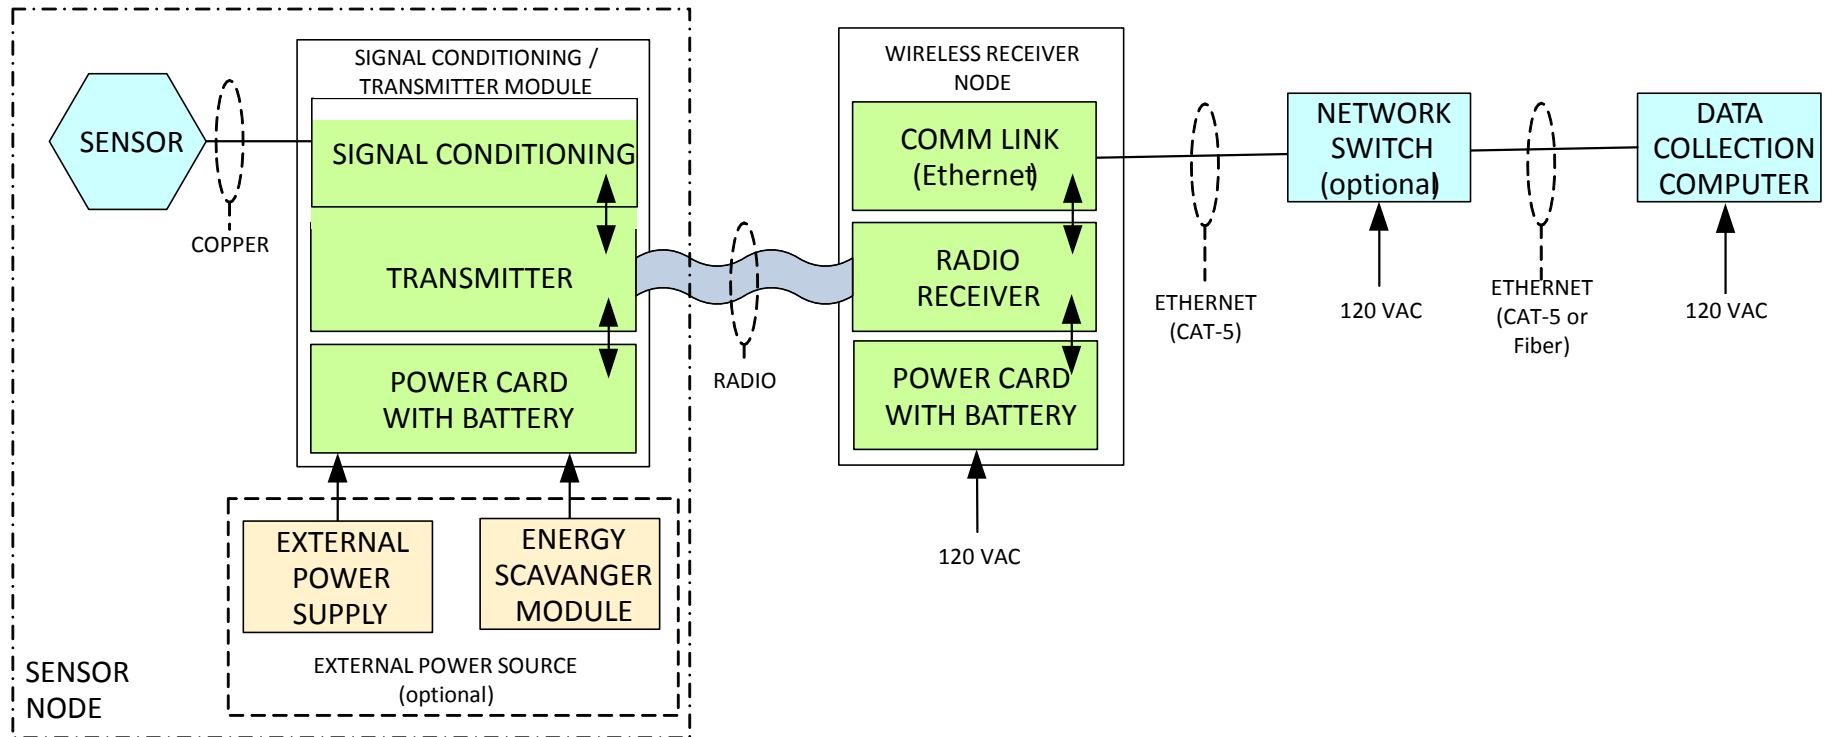 SIGNAL CONDITIONING /
TRANSMITTER MODULE
SENSOR
COPPER
SIGNAL CONDITIONING
TRANSMITTER
POWER CARD
WITH BATTERY
EXTERNAL
POWER
SUPPLY
ENERGY
SCAVANGER
MODULE
EXTERNAL POWER SOURCE
(optional)
SENSOR
NODE
RADIO
WIRELESS RECEIVER
NODE
COMM LINK
(Ethernet)
RADIO
RECEIVER
POWER CARD
WITH BATTERY
120 VAC
ETHERNET
(CAT-5)
NETWORK
SWITCH
(optional)
120 VAC
ETHERNET
(CAT-5 or
Fiber)
DATA
COLLECTION
COMPUTER
120 VAC